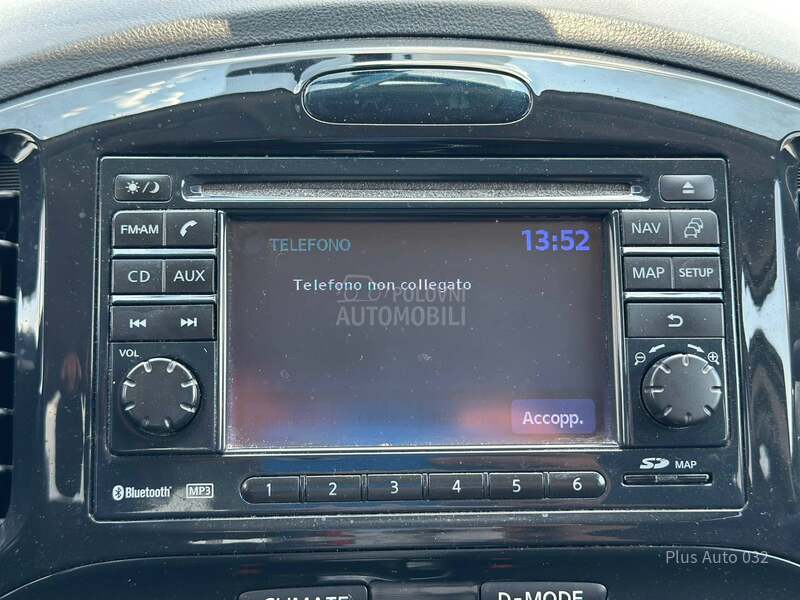 FM·AM
CD AUX
VOL
TELEFONO 13:52
Telefono non collegato
POLOVNI
AUTOMOBILI
Accopp.
NAV
MAP SETUP
Bluetooth® MP3
1 2 3 4 5 6
SD MAP
Plus Auto 032
CLIMATE D-MODE